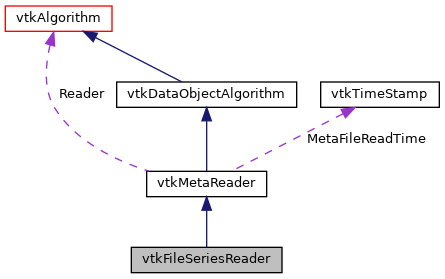 vtkAlgorithm
Reader
vtkDataObjectAlgorithm
vtkTimeStamp
MetaFileReadTime
vtkMetaReader
vtkFileSeriesReader